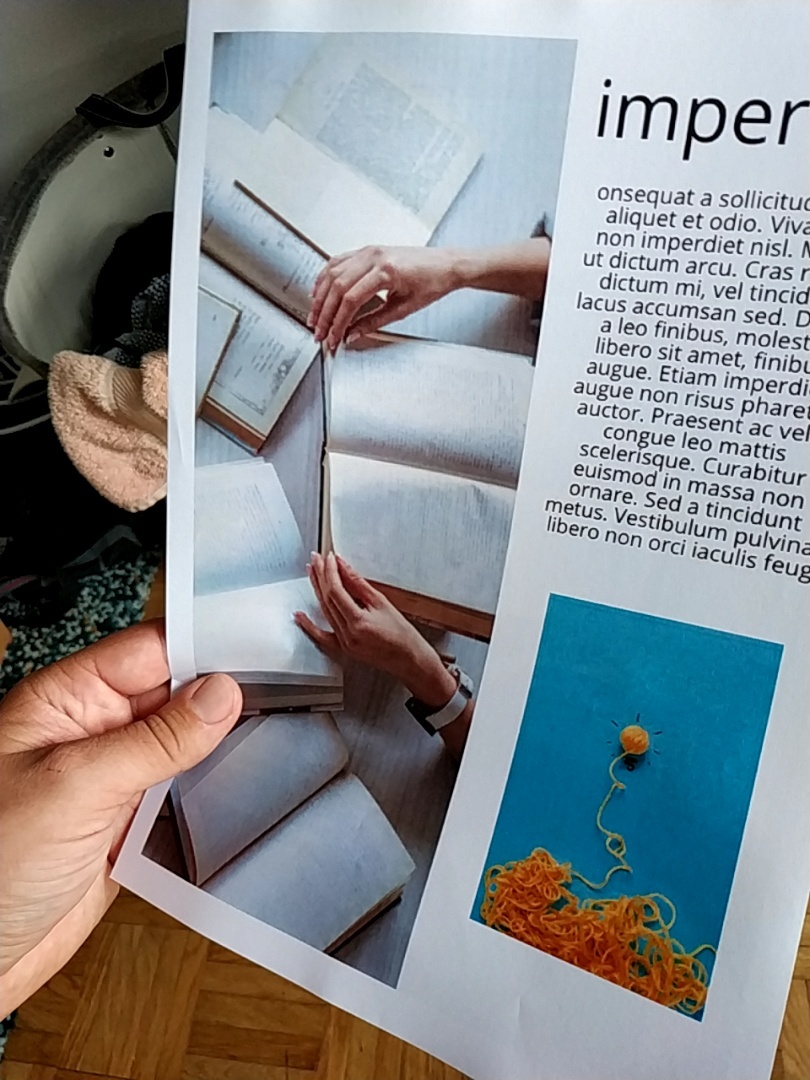 imper
onsequat a sollicitud
aliquet et odio. Viva
non imperdiet nisl. M
ut dictum arcu. Cras r
dictum mi, vel tincid
lacus accumsan sed. D
a leo finibus, molest
libero sit amet, finibu
augue. Etiam imperdi
augue non risus pharet
auctor. Praesent ac vel
congue leo mattis
scelerisque. Curabitur
euismod in massa non
ornare. Sed a tincidunt
metus. Vestibulum pulvina
libero non orci iaculis feug